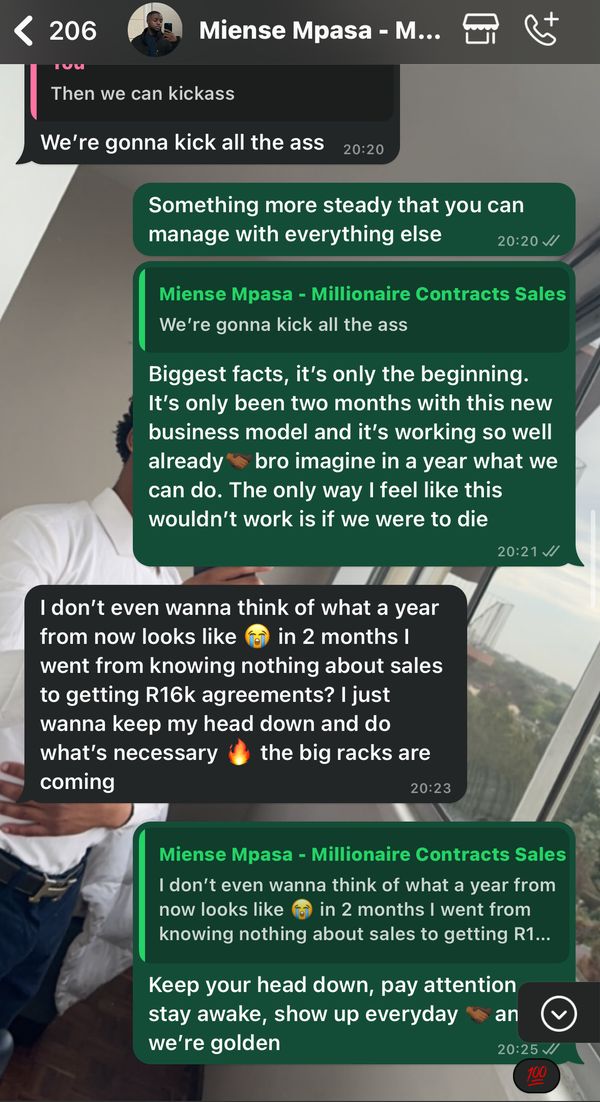 206
Miense Mpasa - M...
You
Then we can kickass
We’re gonna kick all the ass
20:20
Something more steady that you can
manage with everything else
20:20
Miense Mpasa - Millionaire Contracts Sales
We’re gonna kick all the ass
Biggest facts, it’s only the beginning.
It’s only been two months with this new
business model and it’s working so well
already🤝🏾 bro imagine in a year what we
can do. The only way I feel like this
wouldn’t work is if we were to die
20:21
I don’t even wanna think of what a year
from now looks like 😭 in 2 months I
went from knowing nothing about sales
to getting R16k agreements? I just
wanna keep my head down and do
what’s necessary 🔥 the big racks are
coming
20:23
Miense Mpasa - Millionaire Contracts Sales
I don’t even wanna think of what a year from
now looks like 😭 in 2 months I went from
knowing nothing about sales to getting R1...
Keep your head down, pay attention
stay awake, show up everyday 🤝🏾 an
we’re golden
20:25
💯